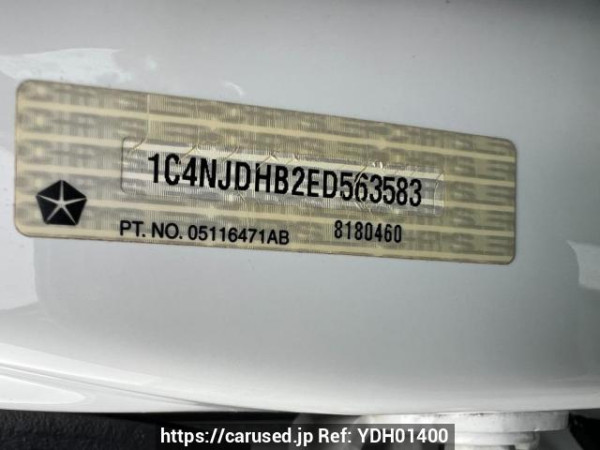 1C4NJDHB2ED563583
PT. NO. 05116471AB 8180460
https://carused.jp Ref: YDH01400